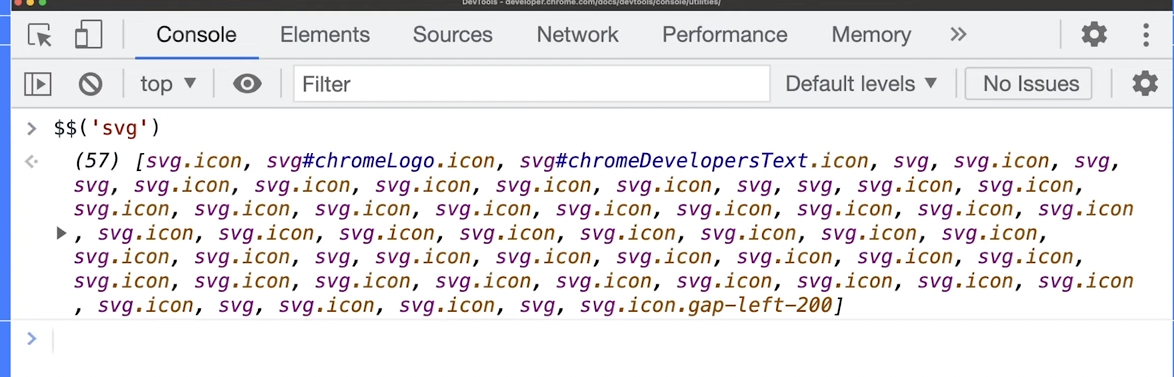 DevTools - developer.chrome.com/docs/devtools/console/utilities/
Console Elements Sources Network Performance Memory »
top ▼ Filter Default levels ▼ No Issues
> $$('svg')
(57) [svg.icon, svg#chromeLogo.icon, svg#chromeDevelopersText.icon, svg, svg.icon, svg,
svg, svg.icon, svg.icon, svg.icon, svg.icon, svg, svg, svg.icon, svg.icon,
svg.icon, svg.icon, svg.icon, svg.icon, svg.icon, svg.icon, svg.icon, svg.icon, svg.icon
, svg.icon, svg.icon, svg.icon, svg.icon, svg.icon, svg.icon, svg.icon, svg.icon,
svg.icon, svg.icon, svg, svg.icon, svg.icon, svg.icon, svg.icon, svg.icon, svg.icon,
svg.icon, svg.icon, svg.icon, svg.icon, svg.icon, svg.icon, svg.icon, svg.icon, svg.icon
, svg.icon, svg, svg.icon, svg.icon, svg, svg.icon.gap-left-200]
>